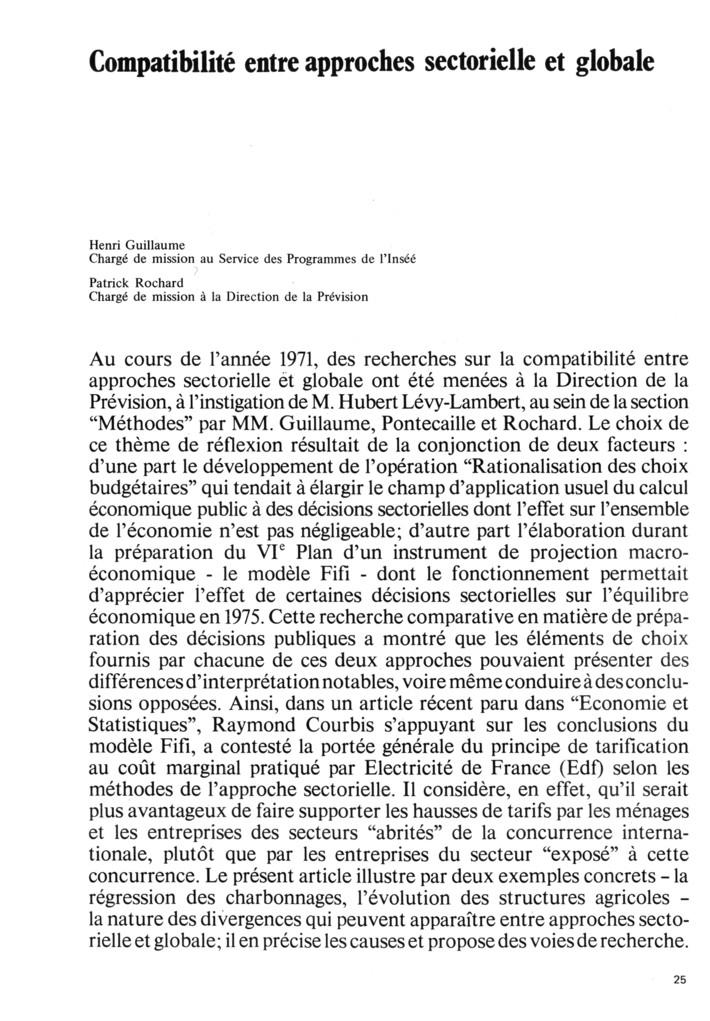 Compatibilité entre approches sectorielle et globale
Henri Guillaume
Chargé de mission au Service des Programmes de l'Inséé
Patrick Rochard
Chargé de mission à la Direction de la Prévision
Au cours de l'année 1971, des recherches sur la compatibilité entre
approches sectorielle et globale ont été menées à la Direction de la
Prévision, à l'instigation de M. Hubert Lévy-Lambert, au sein de la section
“Méthodes” par MM. Guillaume, Pontecaille et Rochard. Le choix de
ce thème de réflexion résultait de la conjonction de deux facteurs :
d'une part le développement de l'opération “Rationalisation des choix
budgétaires” qui tendait à élargir le champ d'application usuel du calcul
économique public à des décisions sectorielles dont l'effet sur l'ensemble
de l'économie n'est pas négligeable; d'autre part l'élaboration durant
la préparation du VIe Plan d'un instrument de projection macro-
économique - le modèle Fifi - dont le fonctionnement permettait
d'apprécier l'effet de certaines décisions sectorielles sur l'équilibre
économique en 1975. Cette recherche comparative en matière de prépa-
ration des décisions publiques a montré que les éléments de choix
fournis par chacune de ces deux approches pouvaient présenter des
différences d'interprétation notables, voire même conduire à des conclu-
sions opposées. Ainsi, dans un article récent paru dans “Economie et
Statistiques”, Raymond Courbis s'appuyant sur les conclusions du
modèle Fifi, a contesté la portée générale du principe de tarification
au coût marginal pratiqué par Electricité de France (Edf) selon les
méthodes de l'approche sectorielle. Il considère, en effet, qu'il serait
plus avantageux de faire supporter les hausses de tarifs par les ménages
et les entreprises des secteurs “abrités” de la concurrence interna-
tionale, plutôt que par les entreprises du secteur “exposé” à cette
concurrence. Le présent article illustre par deux exemples concrets – la
régression des charbonnages, l'évolution des structures agricoles –
la nature des divergences qui peuvent apparaître entre approches secto-
rielle et globale; il en précise les causes et propose des voies de recherche.
25